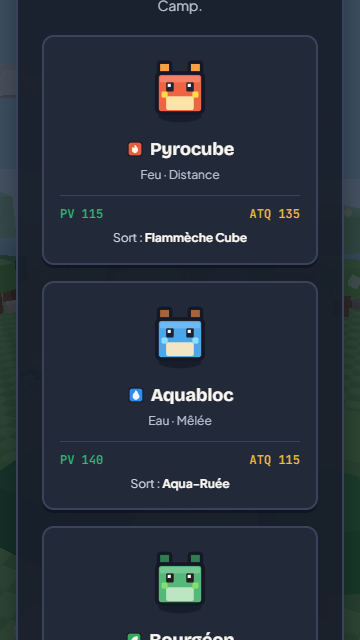 Camp.
Pyrocube
Feu · Distance
PV 115 ATQ 135
Sort : Flammèche Cube
Aquabloc
Eau · Mêlée
PV 140 ATQ 115
Sort : Aqua-Ruée
Bourgéon